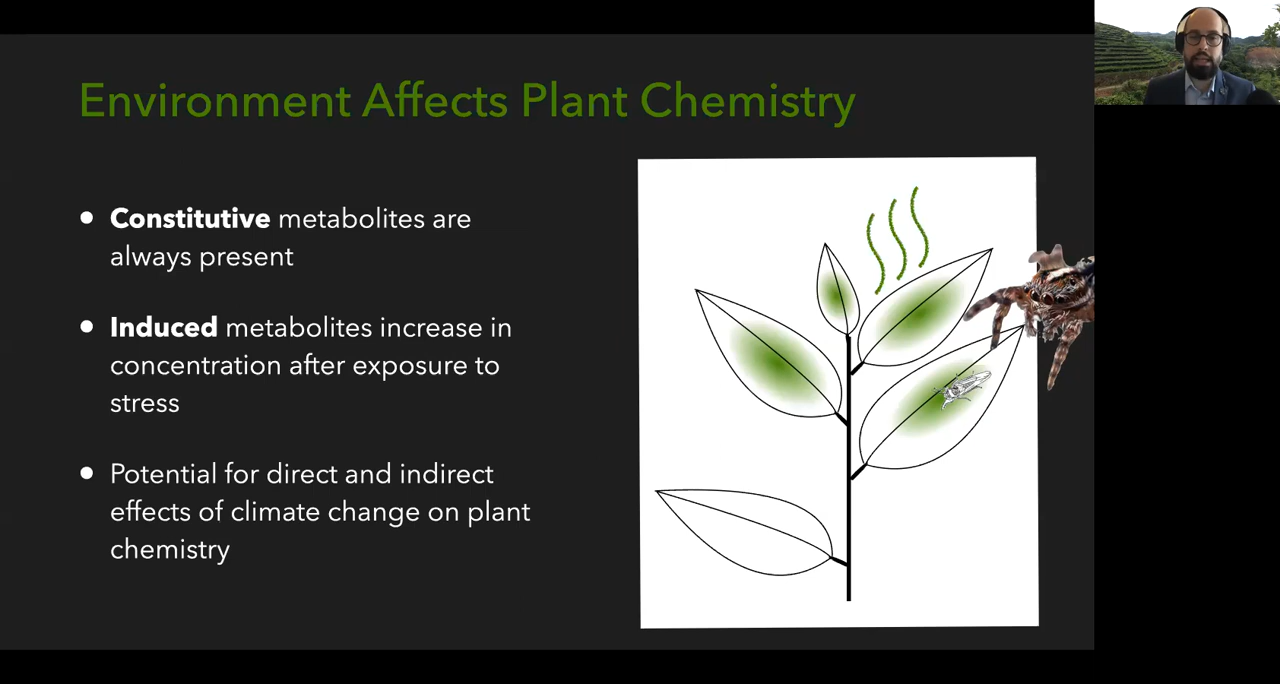 Environment Affects Plant Chemistry
Constitutive metabolites are
always present
Induced metabolites increase in
concentration after exposure to
stress
Potential for direct and indirect
effects of climate change on plant
chemistry